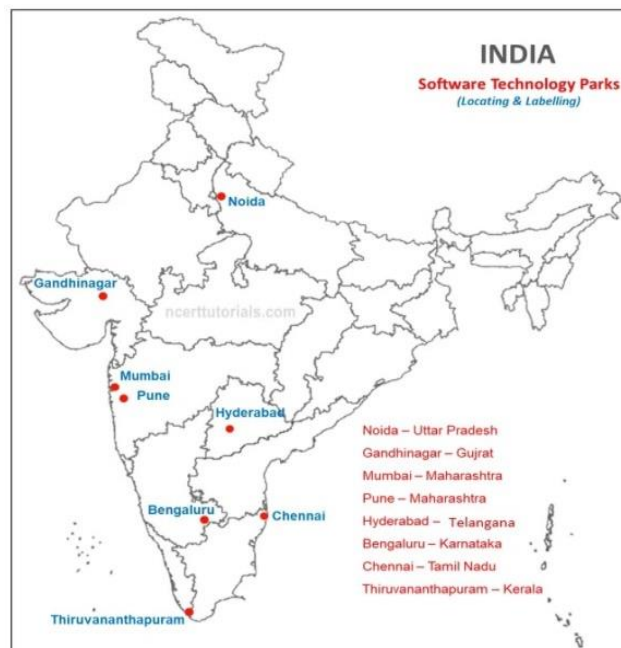 INDIA
Software Technology Parks
(Locating & Labelling)
Noida
Gandhinagar
ncerttutorials.com
Mumbai
Pune
Hyderabad
Bengaluru
Chennai
Thiruvananthapuram
Noida – Uttar Pradesh
Gandhinagar – Gujrat
Mumbai – Maharashtra
Pune – Maharashtra
Hyderabad – Telangana
Bengaluru – Karnataka
Chennai – Tamil Nadu
Thiruvananthapuram – Kerala